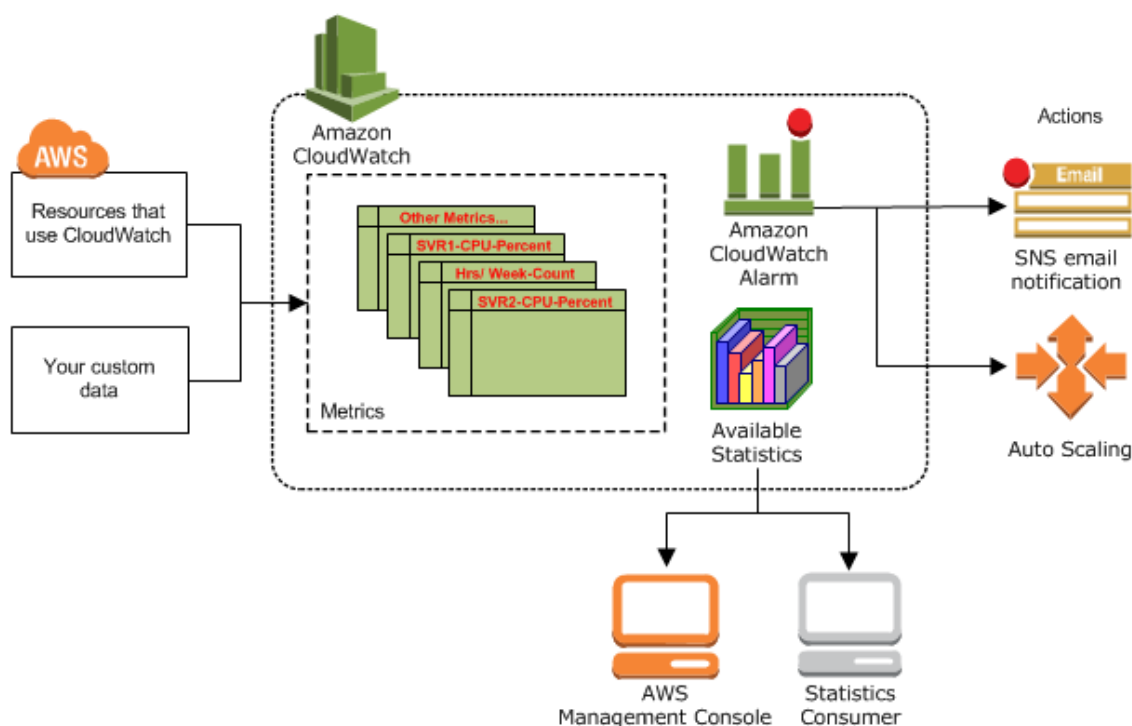 Amazon
CloudWatch
Actions
AWS
Resources that
use CloudWatch
Your custom
data
Other Metrics...
SVR1-CPU-Percent
Hrs/ Week-Count
SVR2-CPU-Percent
Metrics
Amazon
CloudWatch
Alarm
Available
Statistics
Email
SNS email
notification
Auto Scaling
AWS
Management Console
Statistics
Consumer